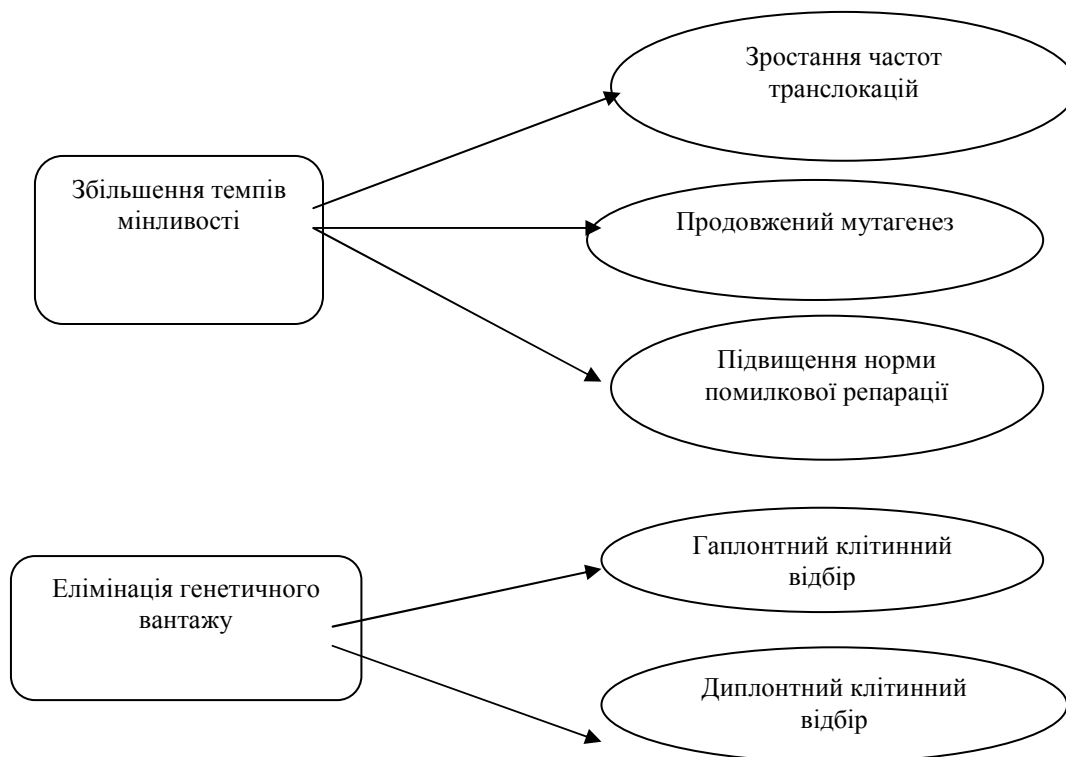 Зростання частот
транслокацій
Збільшення темпів
мінливості
Продовжений мутагенез
Підвищення норми
помилкової репарації
Гаплонтний клітинний
відбір
Елімінація генетичного
вантажу
Диплонтний клітинний
відбір